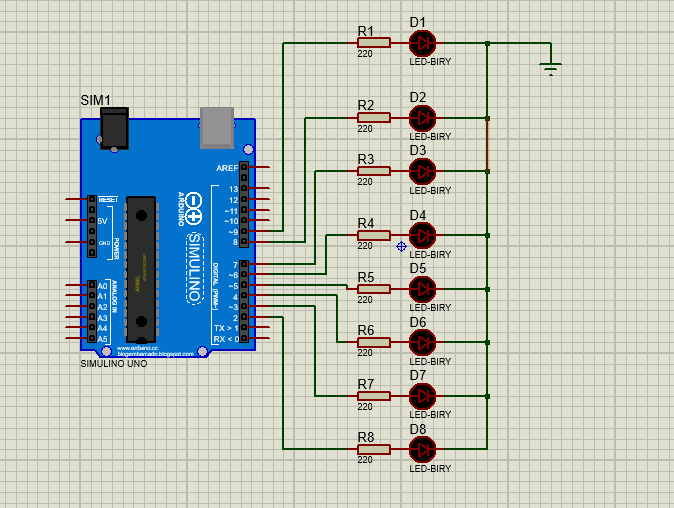 SIM1
AREF
13
12
~11
~10
~9
8
7
~6
~5
4
~3
2
TX > 1
RX < 0
RESET
5V
GND
POWER
A0
A1
A2
A3
A4
A5
ANALOG IN
ARDUINO
SIMULINO
DIGITAL (PWM~)
www.arduino.cc
blogembarcado.blogspot.com
SIMULINO UNO
R1
220
D1
LED-BIRY
R2
220
D2
LED-BIRY
R3
220
D3
LED-BIRY
R4
220
D4
LED-BIRY
R5
220
D5
LED-BIRY
R6
220
D6
LED-BIRY
R7
220
D7
LED-BIRY
R8
220
D8
LED-BIRY